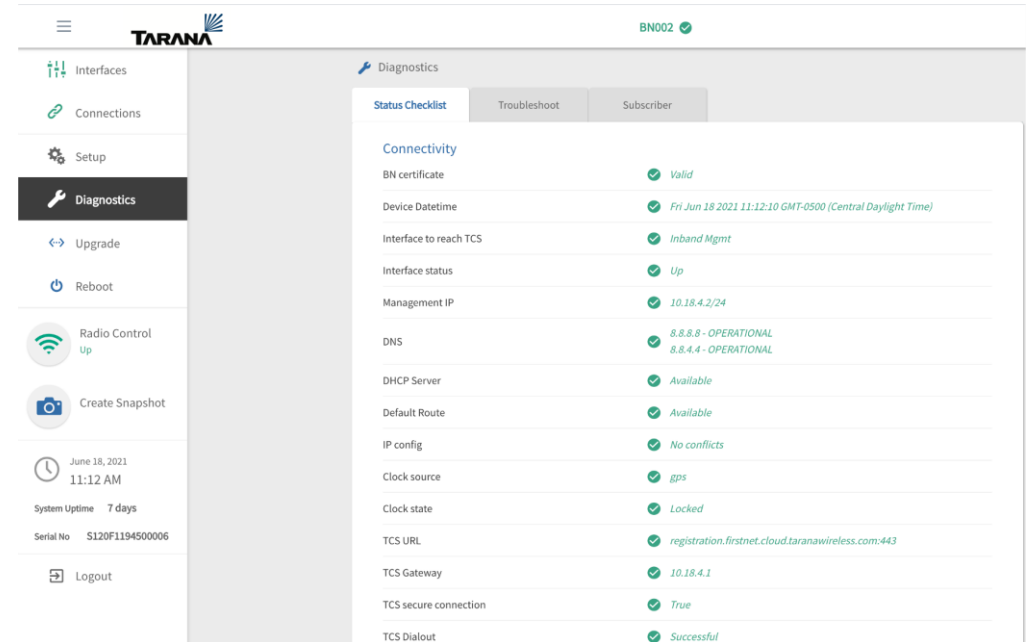 TARANA
BN002
Interfaces
Connections
Setup
Diagnostics
Upgrade
Reboot
Radio Control
Up
Create Snapshot
June 18, 2021
11:12 AM
System Uptime 7 days
Serial No S120F1194500006
Logout
Diagnostics
Status Checklist Troubleshoot Subscriber
Connectivity
BN certificate Valid
Device Datetime Fri Jun 18 2021 11:12:10 GMT-0500 (Central Daylight Time)
Interface to reach TCS Inband Mgmt
Interface status Up
Management IP 10.18.4.2/24
DNS 8.8.8.8 - OPERATIONAL
8.8.4.4 - OPERATIONAL
DHCP Server Available
Default Route Available
IP config No conflicts
Clock source gps
Clock state Locked
TCS URL registration.firstnet.cloud.taranawireless.com:443
TCS Gateway 10.18.4.1
TCS secure connection True
TCS Dialout Successful